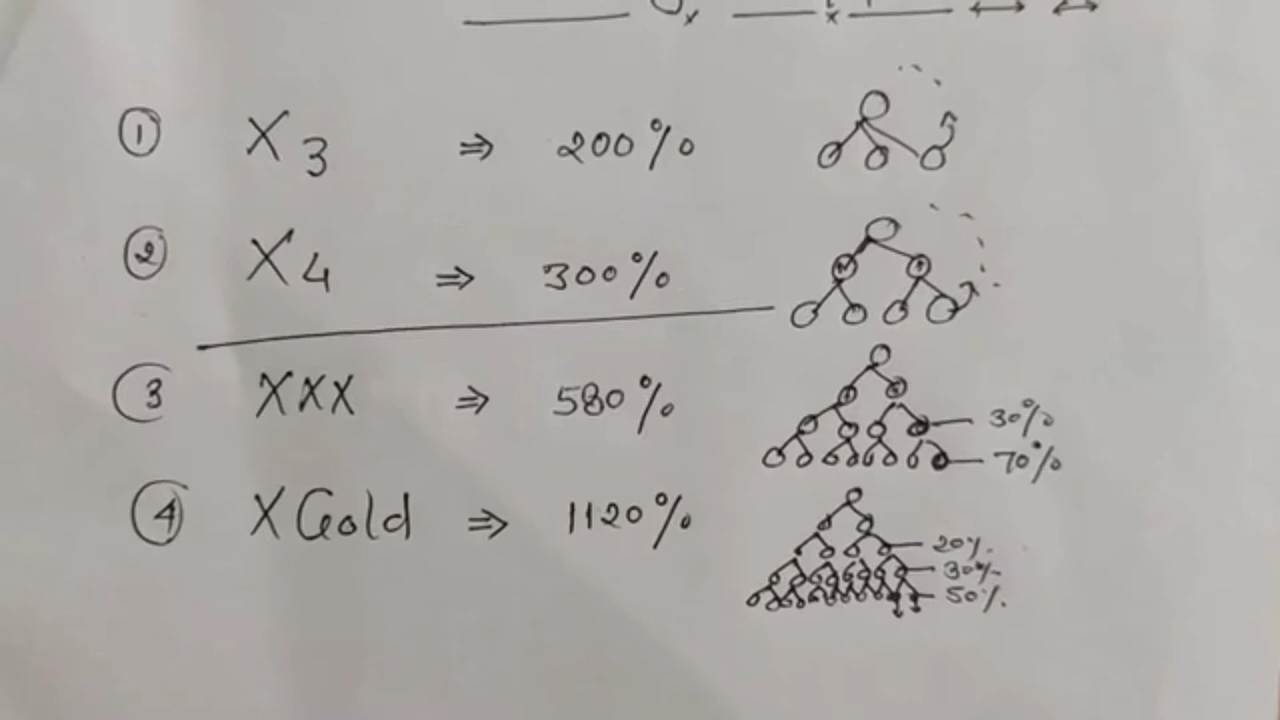 ① X3 ⇒ 200%
② X4 ⇒ 300%
③ XXX ⇒ 580%
30%
70%
④ XGold ⇒ 1120%
20%.
30%
50%.